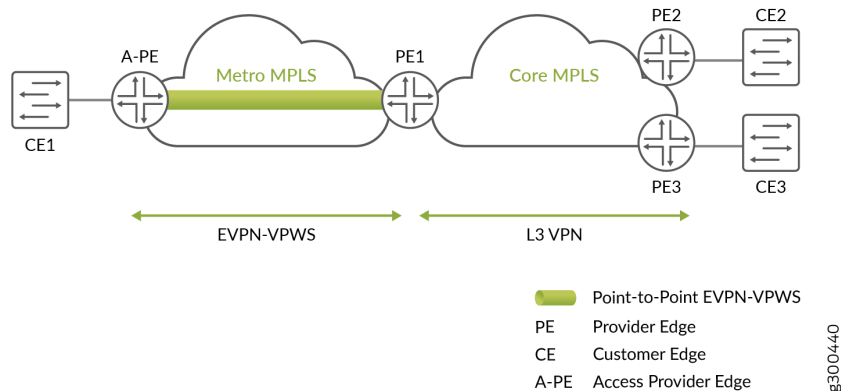 PE2
CE2
A-PE
PE1
Metro MPLS
Core MPLS
CE1
PE3
CE3
EVPN-VPWS
L3 VPN
Point-to-Point EVPN-VPWS
PE Provider Edge
CE Customer Edge
A-PE Access Provider Edge
g300440